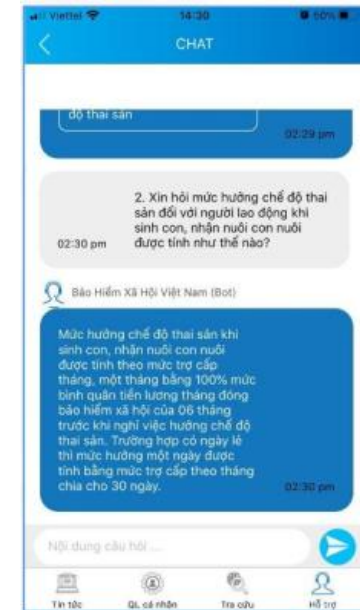 Viettel 14:30 50%
CHAT
độ thai sản
02:29 pm
2. Xin hỏi mức hưởng chế độ thai
sản đối với người lao động khi
sinh con, nhận nuôi con nuôi
được tính như thế nào?
02:30 pm
Bảo Hiểm Xã Hội Việt Nam (Bot)
Mức hưởng chế độ thai sản khi
sinh con, nhận nuôi con nuôi
được tính theo mức trợ cấp
tháng, một tháng bằng 100% mức
bình quân tiền lương tháng đóng
bảo hiểm xã hội của 06 tháng
trước khi nghỉ việc hưởng chế độ
thai sản. Trường hợp có ngày lẻ
thì mức hưởng một ngày được
tính bằng mức trợ cấp theo tháng
chia cho 30 ngày.
02:30 pm
Nội dung câu hỏi ...
Tin tức QL cá nhân Tra cứu Hỗ trợ